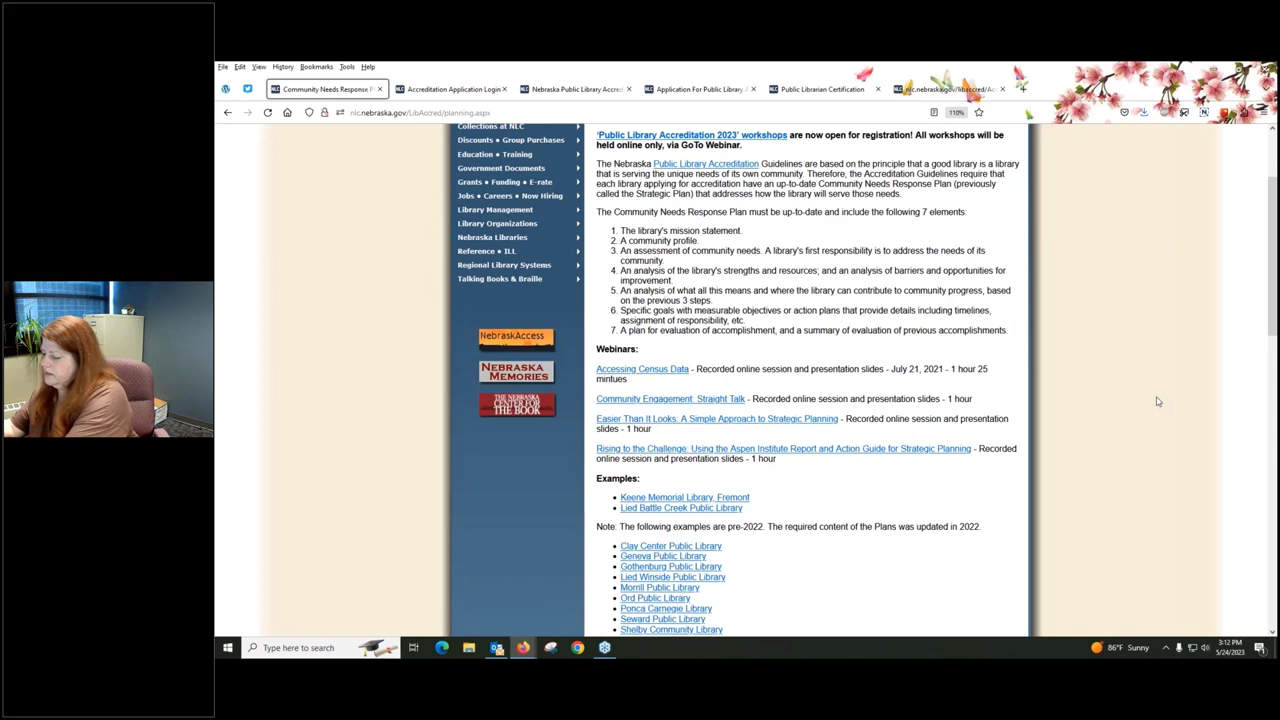 File Edit View History Bookmarks Tools Help
Community Needs Response P
Accreditation Application Login
Nebraska Public Library Accred
Application For Public Library A
Public Librarian Certification
nlc.nebraska.gov/libaccred/Ac
nlc.nebraska.gov/LibAccred/planning.aspx
110%
Collections at NLC
Discounts • Group Purchases
Education • Training
Government Documents
Grants • Funding • E-rate
Jobs • Careers • Now Hiring
Library Management
Library Organizations
Nebraska Libraries
Reference • ILL
Regional Library Systems
Talking Books & Braille
NebraskAccess
NEBRASKA
MEMORIES
THE NEBRASKA
CENTER FOR
THE BOOK
'Public Library Accreditation 2023' workshops are now open for registration! All workshops will be
held online only, via GoTo Webinar.
The Nebraska Public Library Accreditation Guidelines are based on the principle that a good library is a library
that is serving the unique needs of its own community. Therefore, the Accreditation Guidelines require that
each library applying for accreditation have an up-to-date Community Needs Response Plan (previously
called the Strategic Plan) that addresses how the library will serve those needs.
The Community Needs Response Plan must be up-to-date and include the following 7 elements:
1. The library's mission statement.
2. A community profile.
3. An assessment of community needs. A library's first responsibility is to address the needs of its
community.
4. An analysis of the library's strengths and resources; and an analysis of barriers and opportunities for
improvement.
5. An analysis of what all this means and where the library can contribute to community progress, based
on the previous 3 steps.
6. Specific goals with measurable objectives or action plans that provide details including timelines,
assignment of responsibility, etc.
7. A plan for evaluation of accomplishment, and a summary of evaluation of previous accomplishments.
Webinars:
Accessing Census Data - Recorded online session and presentation slides - July 21, 2021 - 1 hour 25
mintues
Community Engagement: Straight Talk - Recorded online session and presentation slides - 1 hour
Easier Than It Looks: A Simple Approach to Strategic Planning - Recorded online session and presentation
slides - 1 hour
Rising to the Challenge: Using the Aspen Institute Report and Action Guide for Strategic Planning - Recorded
online session and presentation slides - 1 hour
Examples:
• Keene Memorial Library, Fremont
• Lied Battle Creek Public Library
Note: The following examples are pre-2022. The required content of the Plans was updated in 2022.
• Clay Center Public Library
• Geneva Public Library
• Gothenburg Public Library
• Lied Winside Public Library
• Morrill Public Library
• Ord Public Library
• Ponca Carnegie Library
• Seward Public Library
• Shelby Community Library
Type here to search
86°F Sunny
3:12 PM
5/24/2023